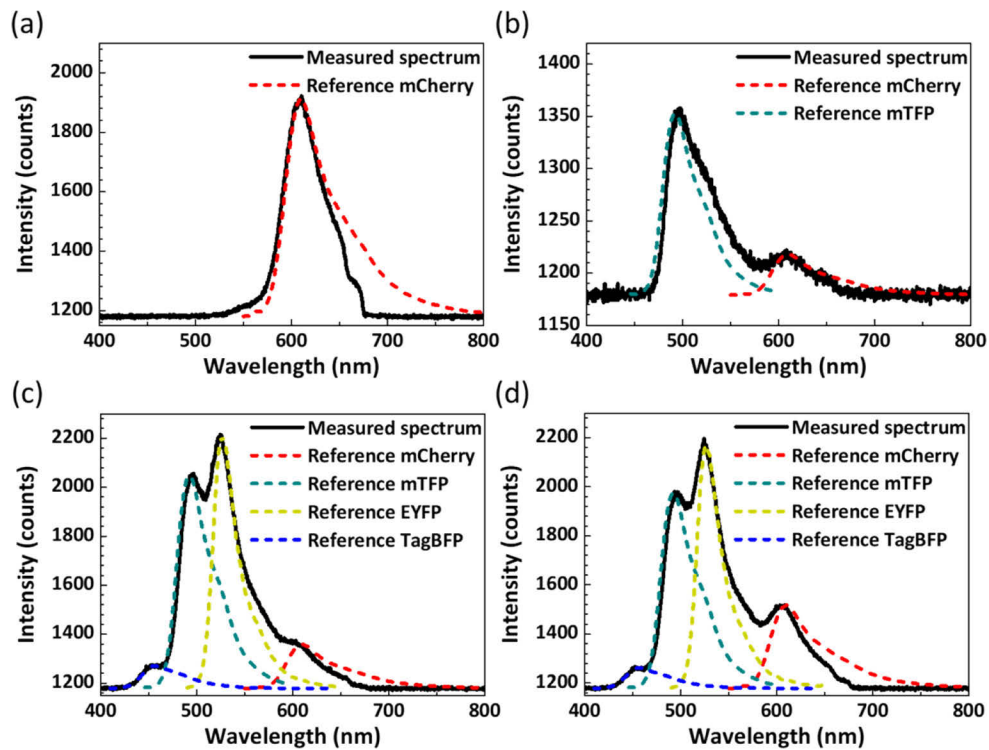 (a)
Measured spectrum
Reference mCherry
Intensity (counts)
2000
1800
1600
1400
1200
400 500 600 700 800
Wavelength (nm)
(b)
Measured spectrum
Reference mCherry
Reference mTFP
Intensity (counts)
1400
1350
1300
1250
1200
1150
400 500 600 700 800
Wavelength (nm)
(c)
Measured spectrum
Reference mCherry
Reference mTFP
Reference EYFP
Reference TagBFP
Intensity (counts)
2200
2000
1800
1600
1400
1200
400 500 600 700 800
Wavelength (nm)
(d)
Measured spectrum
Reference mCherry
Reference mTFP
Reference EYFP
Reference TagBFP
Intensity (counts)
2200
2000
1800
1600
1400
1200
400 500 600 700 800
Wavelength (nm)